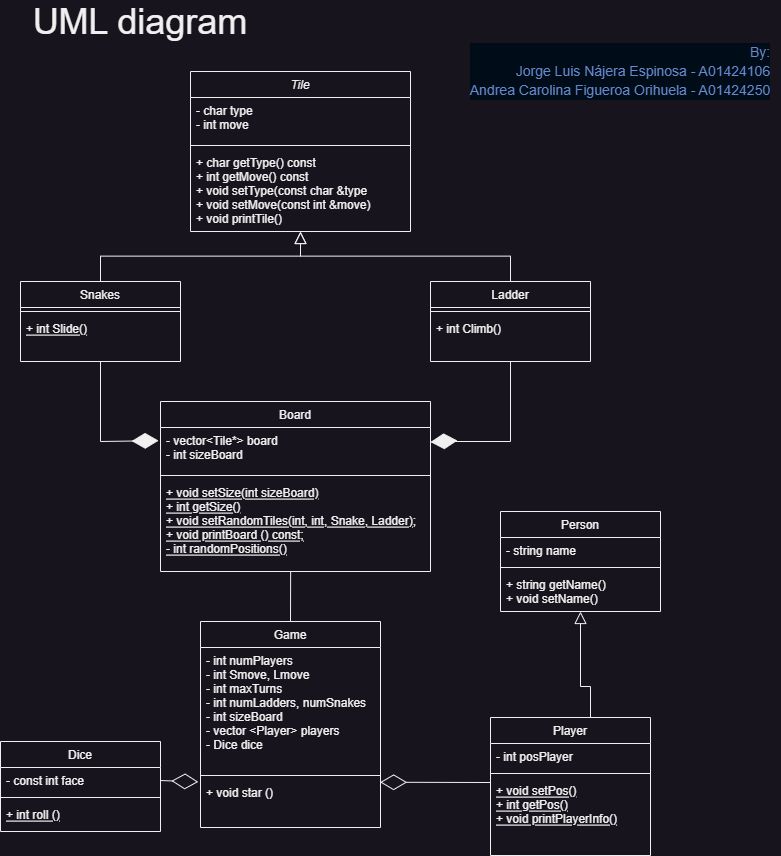 UML diagram
By:
Jorge Luis Nájera Espinosa - A01424106
Andrea Carolina Figueroa Orihuela - A01424250
Tile
- char type
- int move
+ char getType() const
+ int getMove() const
+ void setType(const char &type
+ void setMove(const int &move)
+ void printTile()
Snakes
+ int Slide()
Ladder
+ int Climb()
Board
- vector<Tile*> board
- int sizeBoard
+ void setSize(int sizeBoard)
+ int getSize()
+ void setRandomTiles(int, int, Snake, Ladder);
+ void printBoard () const;
- int randomPositions()
Person
- string name
+ string getName()
+ void setName()
Game
- int numPlayers
- int Smove, Lmove
- int maxTurns
- int numLadders, numSnakes
- int sizeBoard
- vector <Player> players
- Dice dice
+ void star ()
Dice
- const int face
+ int roll ()
Player
- int posPlayer
+ void setPos()
+ int getPos()
+ void printPlayerInfo()